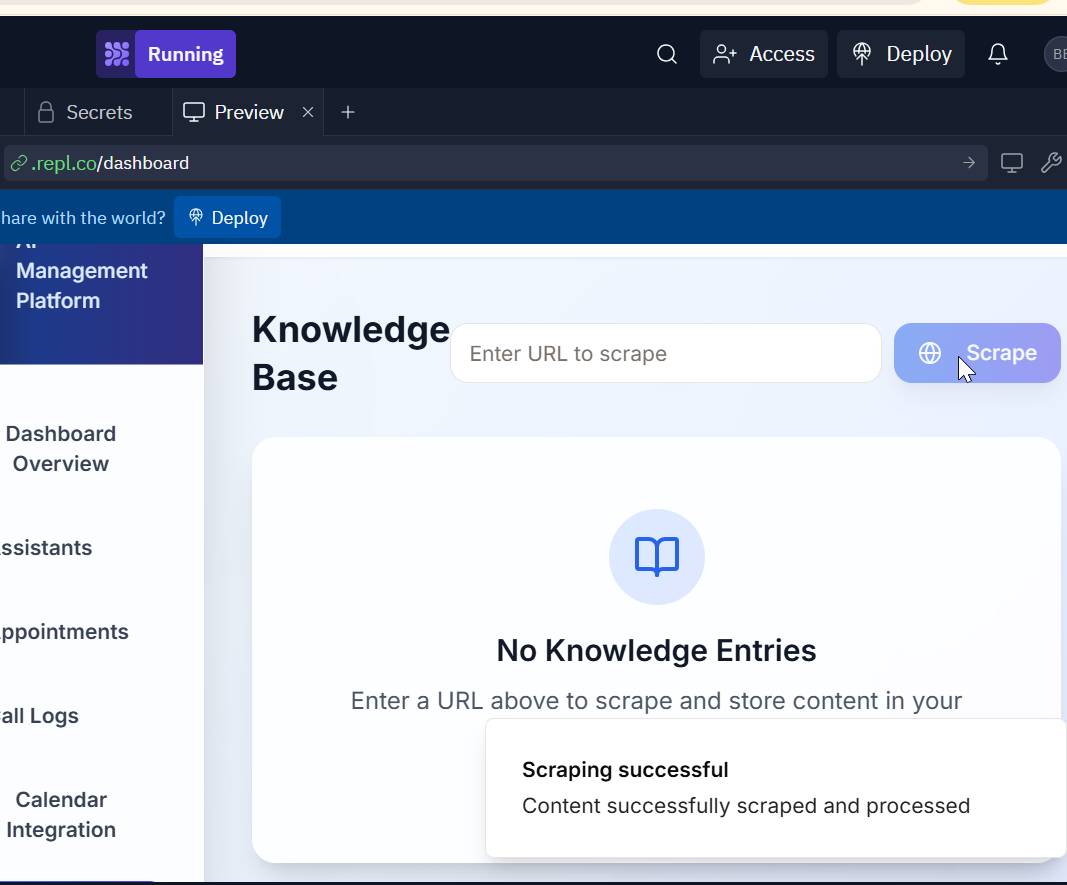 Running
Access
Deploy
Secrets
Preview
.repl.co/dashboard
hare with the world?
Deploy
AI
Management
Platform
Knowledge
Base
Enter URL to scrape
Scrape
Dashboard
Overview
ssistants
ppointments
all Logs
Calendar
Integration
No Knowledge Entries
Enter a URL above to scrape and store content in your
Scraping successful
Content successfully scraped and processed